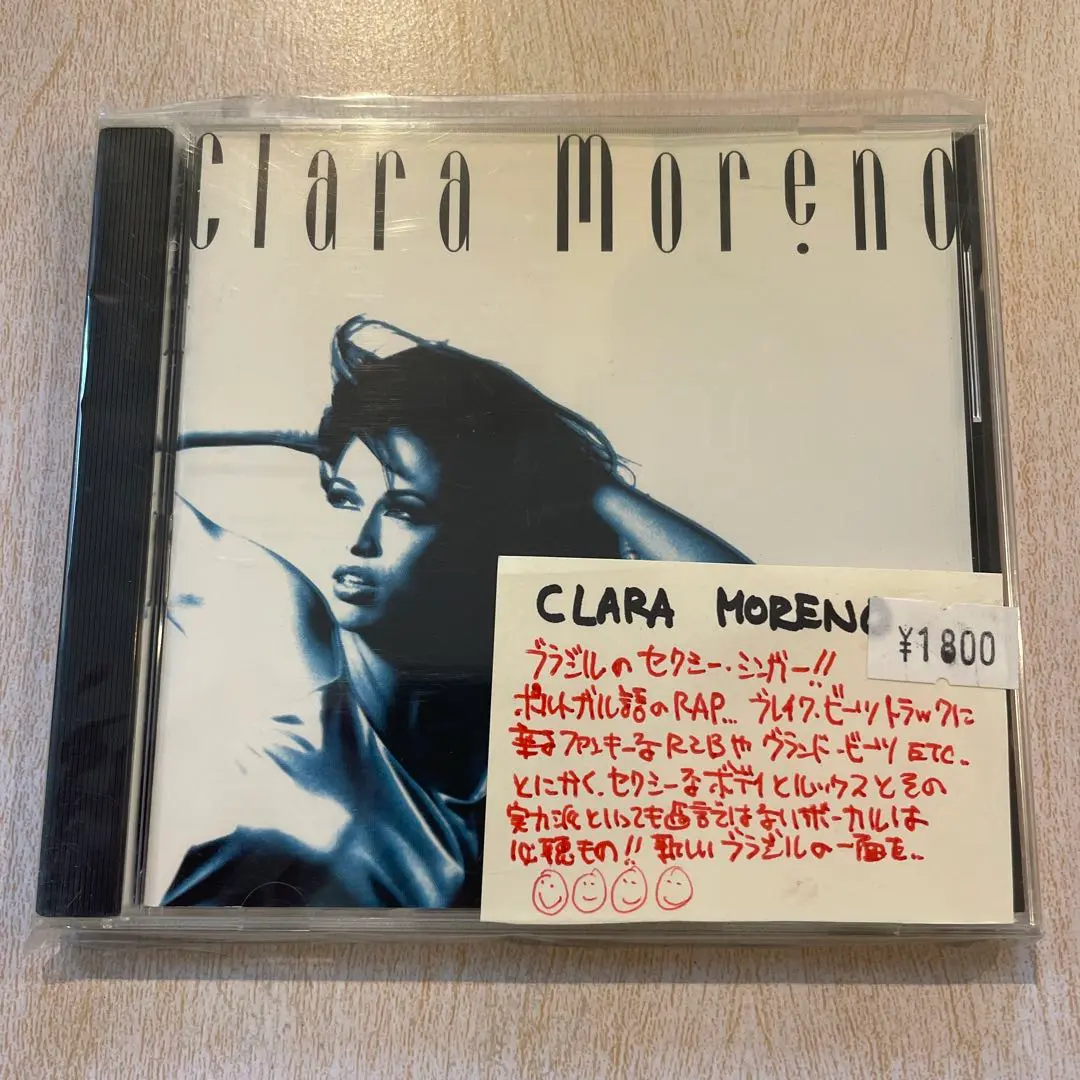 Clara Moreno
CLARA MORENO
¥1800
ブラジルのセクシー・シンガー!!
ポルトガル語のRAP... ブレイク・ビーツトラックに
ファンキーなR&Bや グランド・ビーツ ETC..
とにかく、セクシーなボディとルックスとその
実力派といっても過言ではないボーカルは
必聴もの!! 新しいブラジルの一面を..